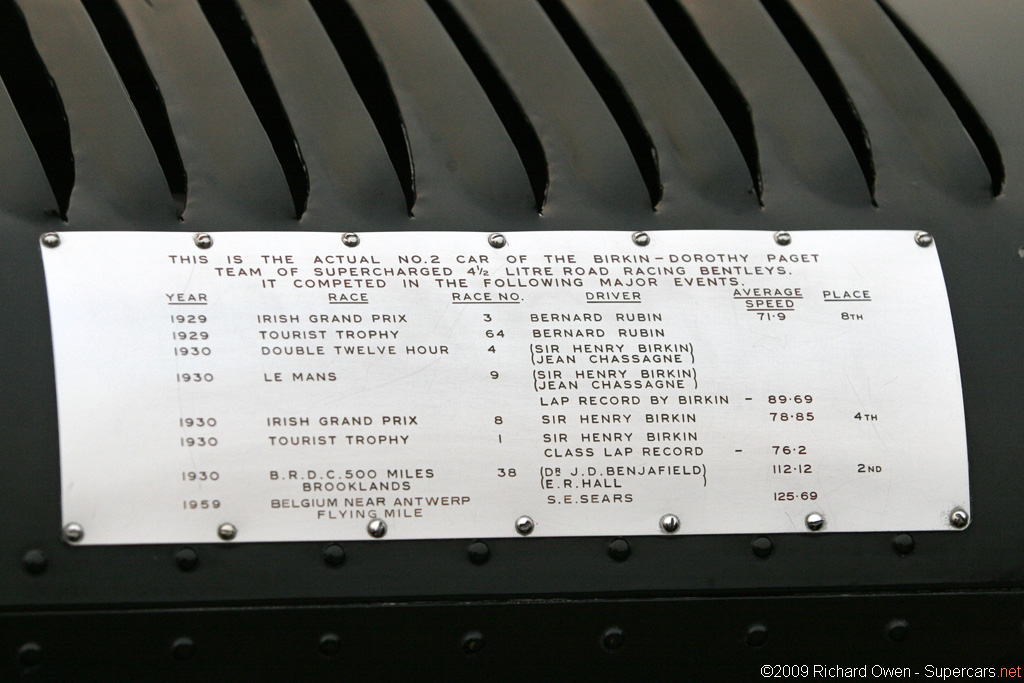 THIS IS THE ACTUAL NO.2 CAR OF THE BIRKIN – DOROTHY PAGET
TEAM OF SUPERCHARGED 4½ LITRE ROAD RACING BENTLEYS.
IT COMPETED IN THE FOLLOWING MAJOR EVENTS.
YEAR RACE RACE NO. DRIVER AVERAGE SPEED PLACE
1929 IRISH GRAND PRIX 3 BERNARD RUBIN 71·9 8TH
1929 TOURIST TROPHY 64 BERNARD RUBIN
1930 DOUBLE TWELVE HOUR 4 (SIR HENRY BIRKIN)
(JEAN CHASSAGNE)
1930 LE MANS 9 (SIR HENRY BIRKIN)
(JEAN CHASSAGNE)
LAP RECORD BY BIRKIN – 89·69
1930 IRISH GRAND PRIX 8 SIR HENRY BIRKIN 78·85 4TH
1930 TOURIST TROPHY 1 SIR HENRY BIRKIN
CLASS LAP RECORD – 76·2
1930 B.R.D.C. 500 MILES 38 (DR J.D. BENJAFIELD) 112·12 2ND
BROOKLANDS (E.R. HALL )
1959 BELGIUM NEAR ANTWERP S.E. SEARS 125·69
FLYING MILE
©2009 Richard Owen - Supercars.net